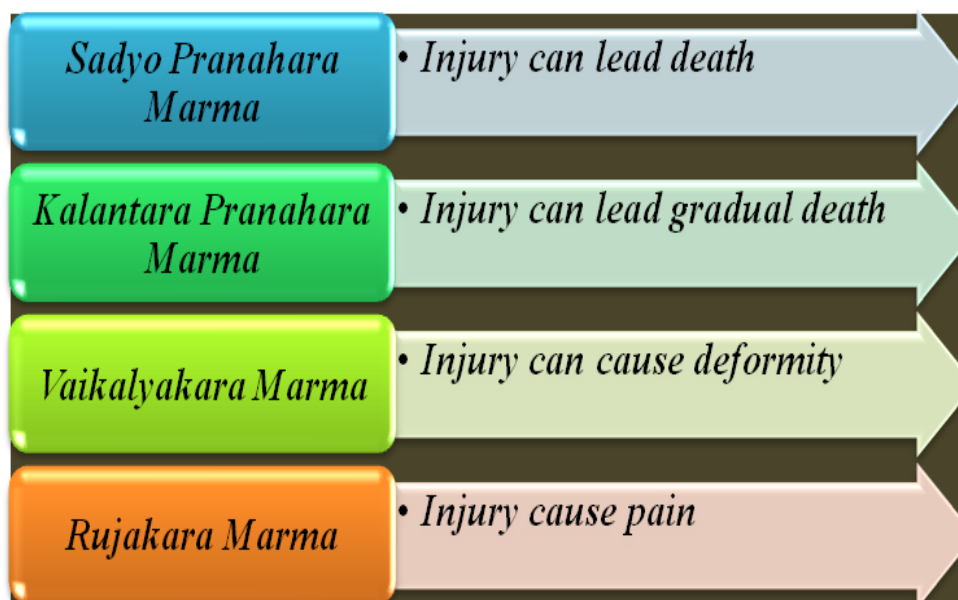 Sadyo Pranahara
Marma
• Injury can lead death
Kalantara Pranahara
Marma
• Injury can lead gradual death
Vaikalyakara Marma
• Injury can cause deformity
Rujakara Marma
• Injury cause pain